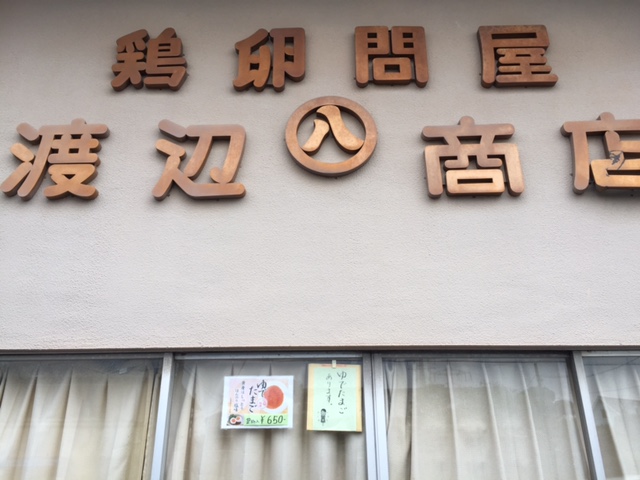 鶏卵問屋
渡辺八商店
ゆで
たまご
¥650-
ゆでたまご
あります。